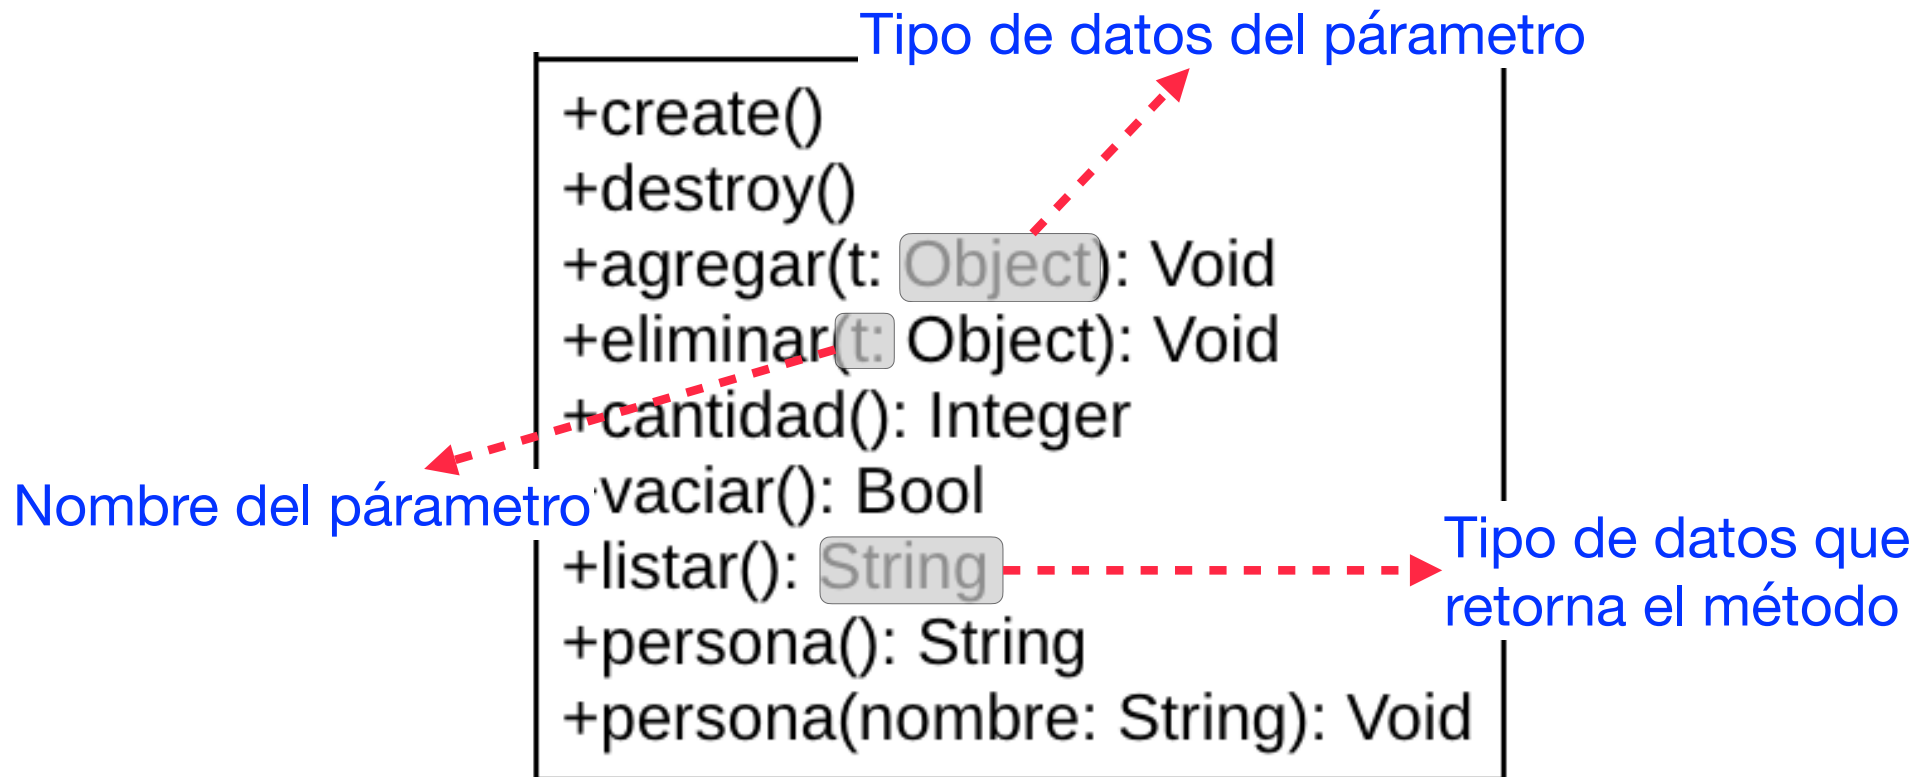 Tipo de datos del párametro
+create()
+destroy()
+agregar(t: Object): Void
+eliminar(t: Object): Void
+cantidad(): Integer
Nombre del párametro
vaciar(): Bool
+listar(): String
Tipo de datos que
retorna el método
+persona(): String
+persona(nombre: String): Void